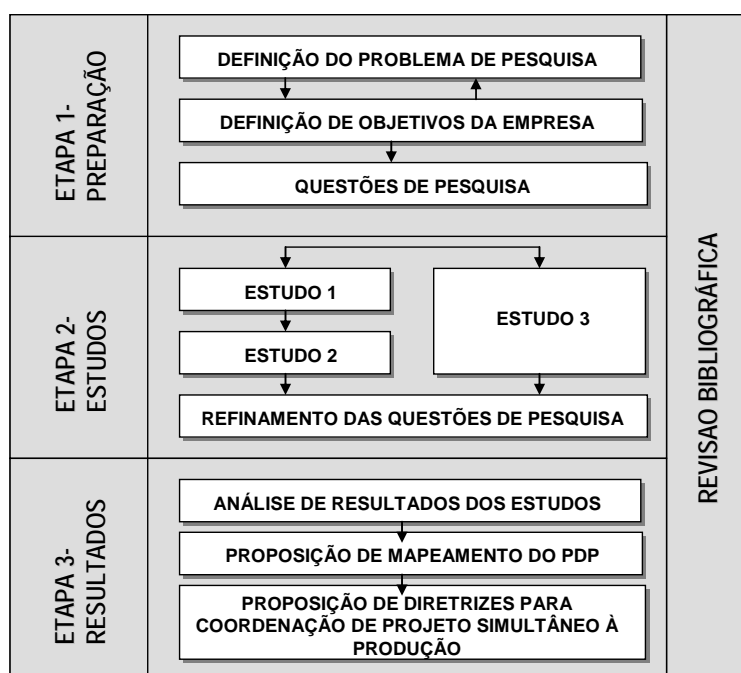 ETAPA 1-
PREPARAÇÃO
DEFINIÇÃO DO PROBLEMA DE PESQUISA
DEFINIÇÃO DE OBJETIVOS DA EMPRESA
QUESTÕES DE PESQUISA
ETAPA 2-
ESTUDOS
ESTUDO 1
ESTUDO 2
ESTUDO 3
REFINAMENTO DAS QUESTÕES DE PESQUISA
ETAPA 3-
RESULTADOS
ANÁLISE DE RESULTADOS DOS ESTUDOS
PROPOSIÇÃO DE MAPEAMENTO DO PDP
PROPOSIÇÃO DE DIRETRIZES PARA
COORDENAÇÃO DE PROJETO SIMULTÂNEO À
PRODUÇÃO
REVISAO BIBLIOGRÁFICA